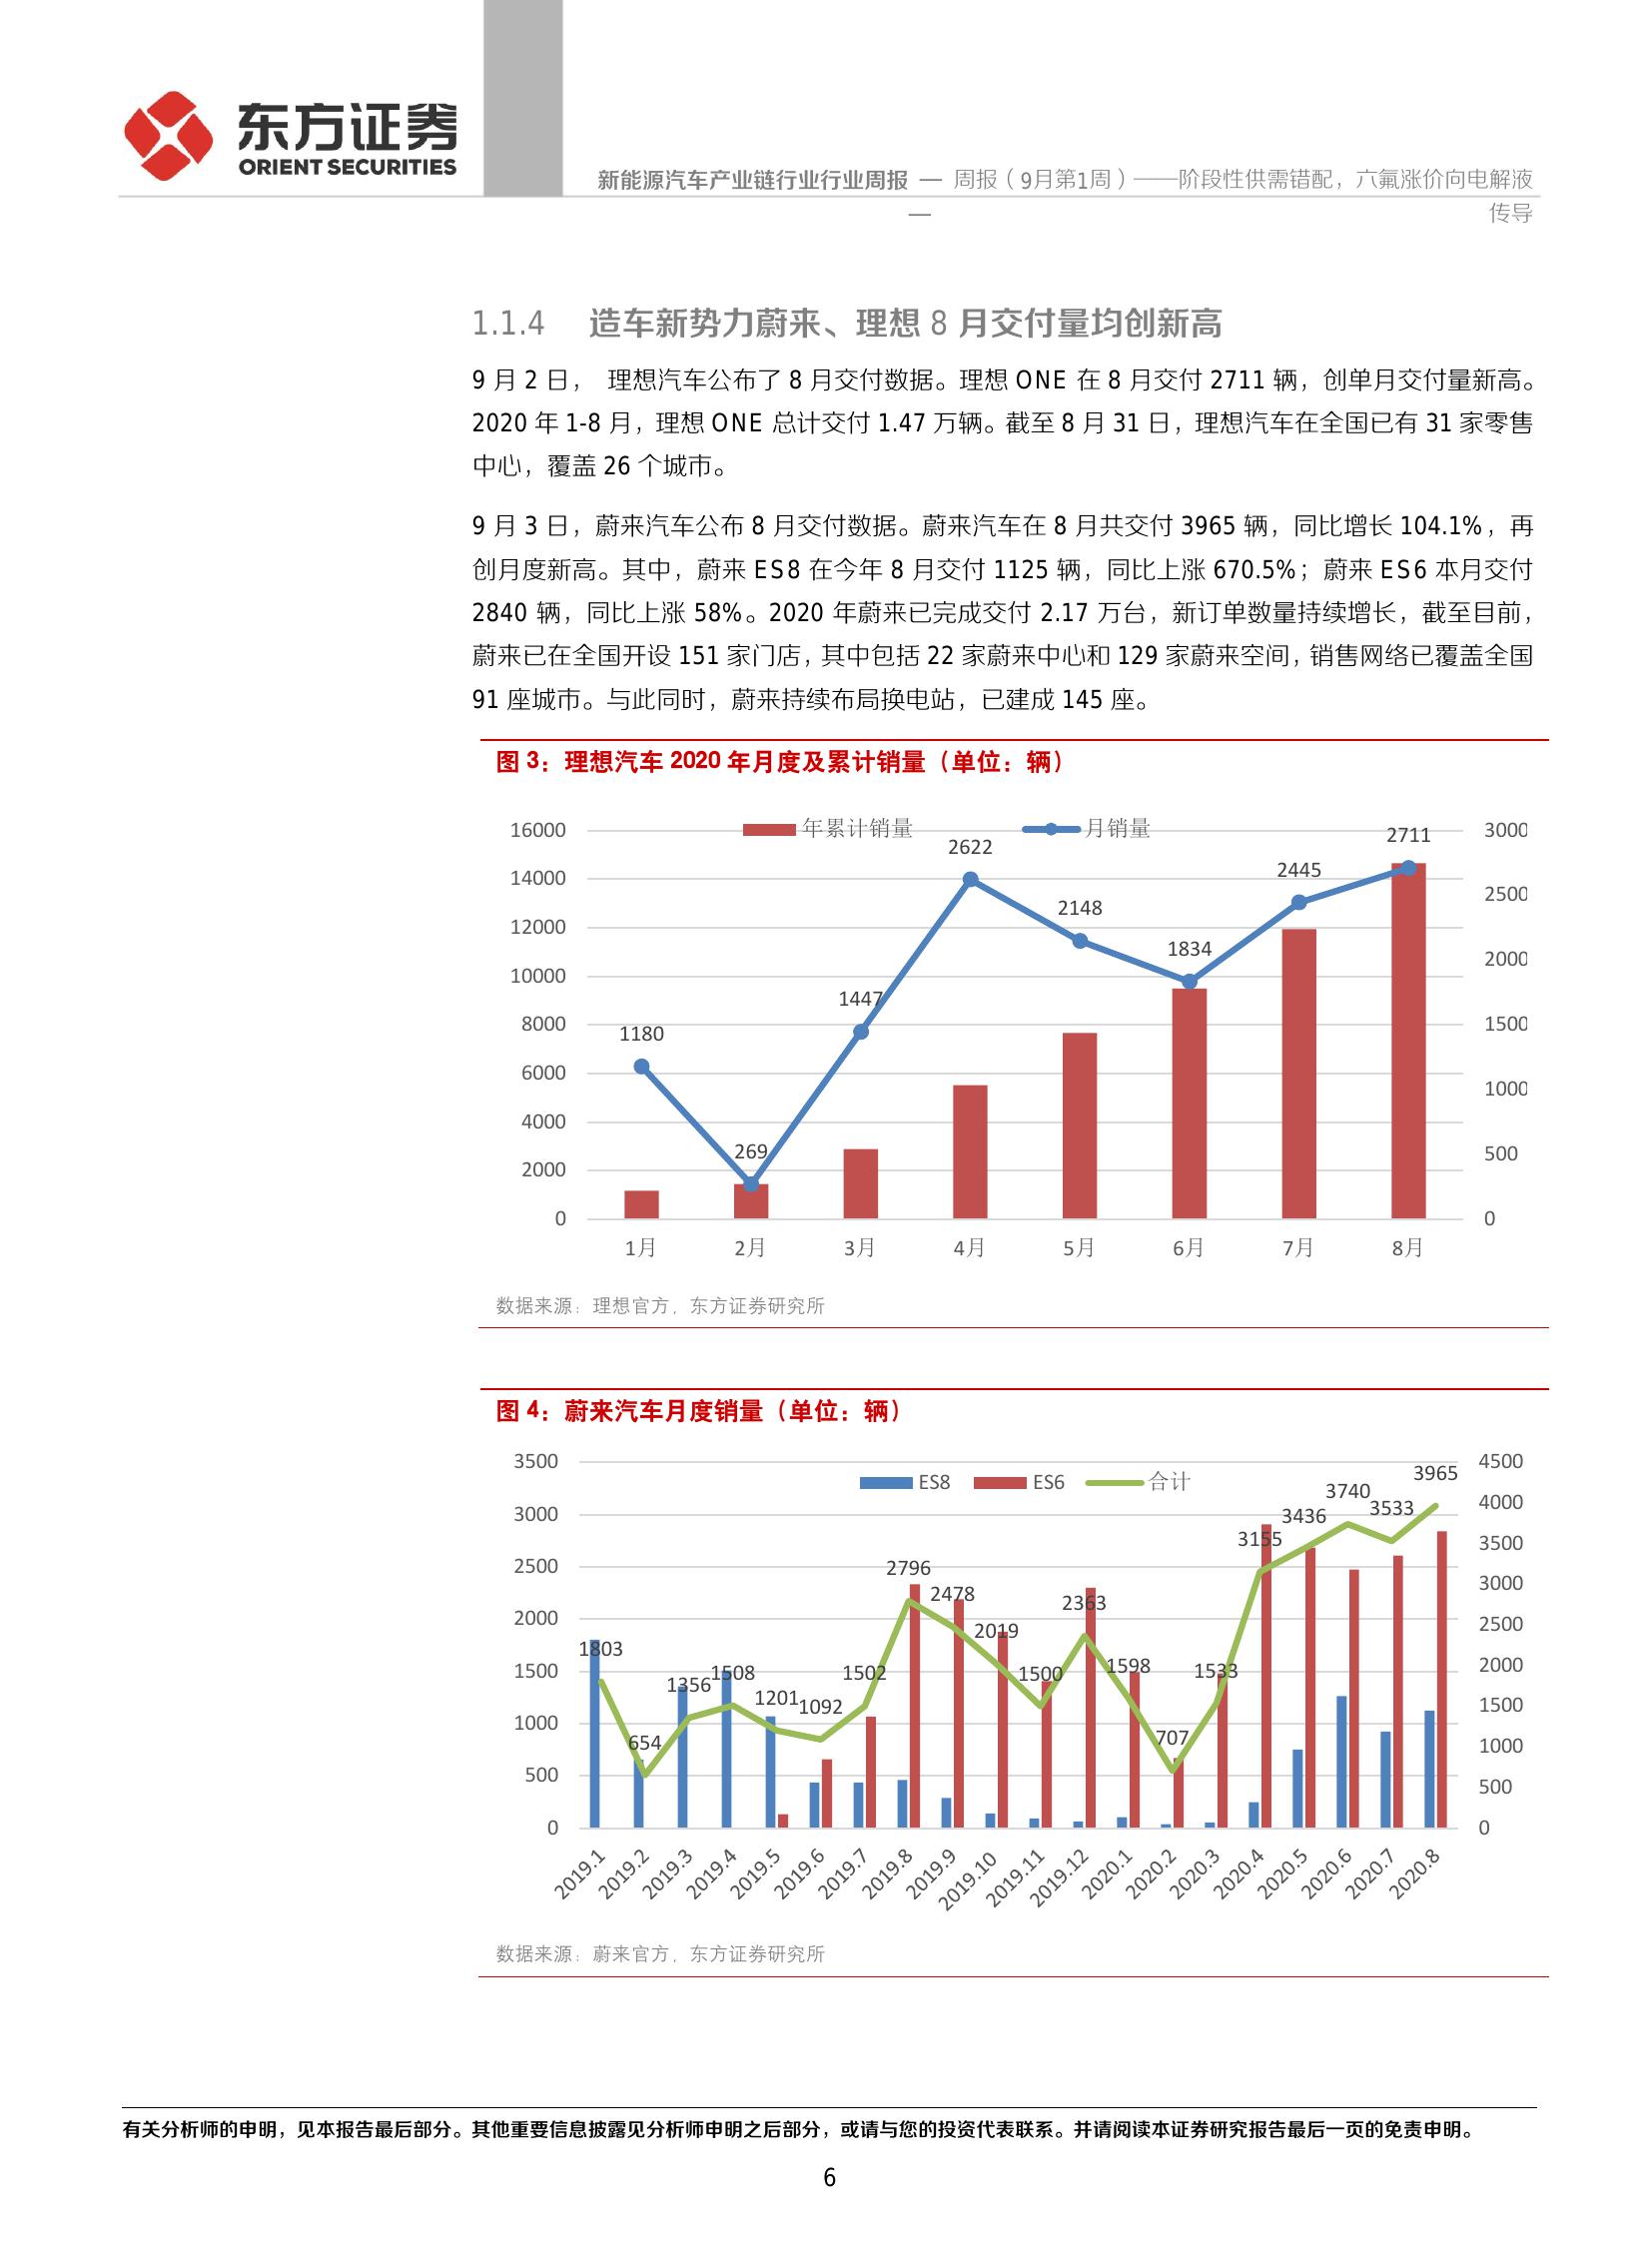 东方证券
ORIENT SECURITIES
新能源汽车产业链行业行业周报 — 周报（9月第1周）——阶段性供需错配，六氟涨价向电解液
— 传导
1.1.4 造车新势力蔚来、理想 8 月交付量均创新高
9 月 2 日， 理想汽车公布了 8 月交付数据。理想 ONE 在 8 月交付 2711 辆，创单月交付量新高。
2020 年 1-8 月，理想 ONE 总计交付 1.47 万辆。截至 8 月 31 日，理想汽车在全国已有 31 家零售
中心，覆盖 26 个城市。
9 月 3 日，蔚来汽车公布 8 月交付数据。蔚来汽车在 8 月共交付 3965 辆，同比增长 104.1%，再
创月度新高。其中，蔚来 ES8 在今年 8 月交付 1125 辆，同比上涨 670.5%；蔚来 ES6 本月交付
2840 辆，同比上涨 58%。2020 年蔚来已完成交付 2.17 万台，新订单数量持续增长，截至目前，
蔚来已在全国开设 151 家门店，其中包括 22 家蔚来中心和 129 家蔚来空间，销售网络已覆盖全国
91 座城市。与此同时，蔚来持续布局换电站，已建成 145 座。
图 3：理想汽车 2020 年月度及累计销量（单位：辆）
年累计销量 月销量
16000
14000
12000
10000
8000
6000
4000
2000
0
3000
2500
2000
1500
1000
500
0
1180
269
1447
2622
2148
1834
2445
2711
1月 2月 3月 4月 5月 6月 7月 8月
数据来源：理想官方，东方证券研究所
图 4：蔚来汽车月度销量（单位：辆）
ES8 ES6 合计
3500
3000
2500
2000
1500
1000
500
0
4500
4000
3500
3000
2500
2000
1500
1000
500
0
1803
654
1356
1508
1201
1092
1502
2796
2478
2019
1500
2363
1598
707
1533
3155
3436
3740
3533
3965
2019.1 2019.2 2019.3 2019.4 2019.5 2019.6 2019.7 2019.8 2019.9 2019.10 2019.11 2019.12 2020.1 2020.2 2020.3 2020.4 2020.5 2020.6 2020.7 2020.8
数据来源：蔚来官方，东方证券研究所
有关分析师的申明，见本报告最后部分。其他重要信息披露见分析师申明之后部分，或请与您的投资代表联系。并请阅读本证券研究报告最后一页的免责申明。
6